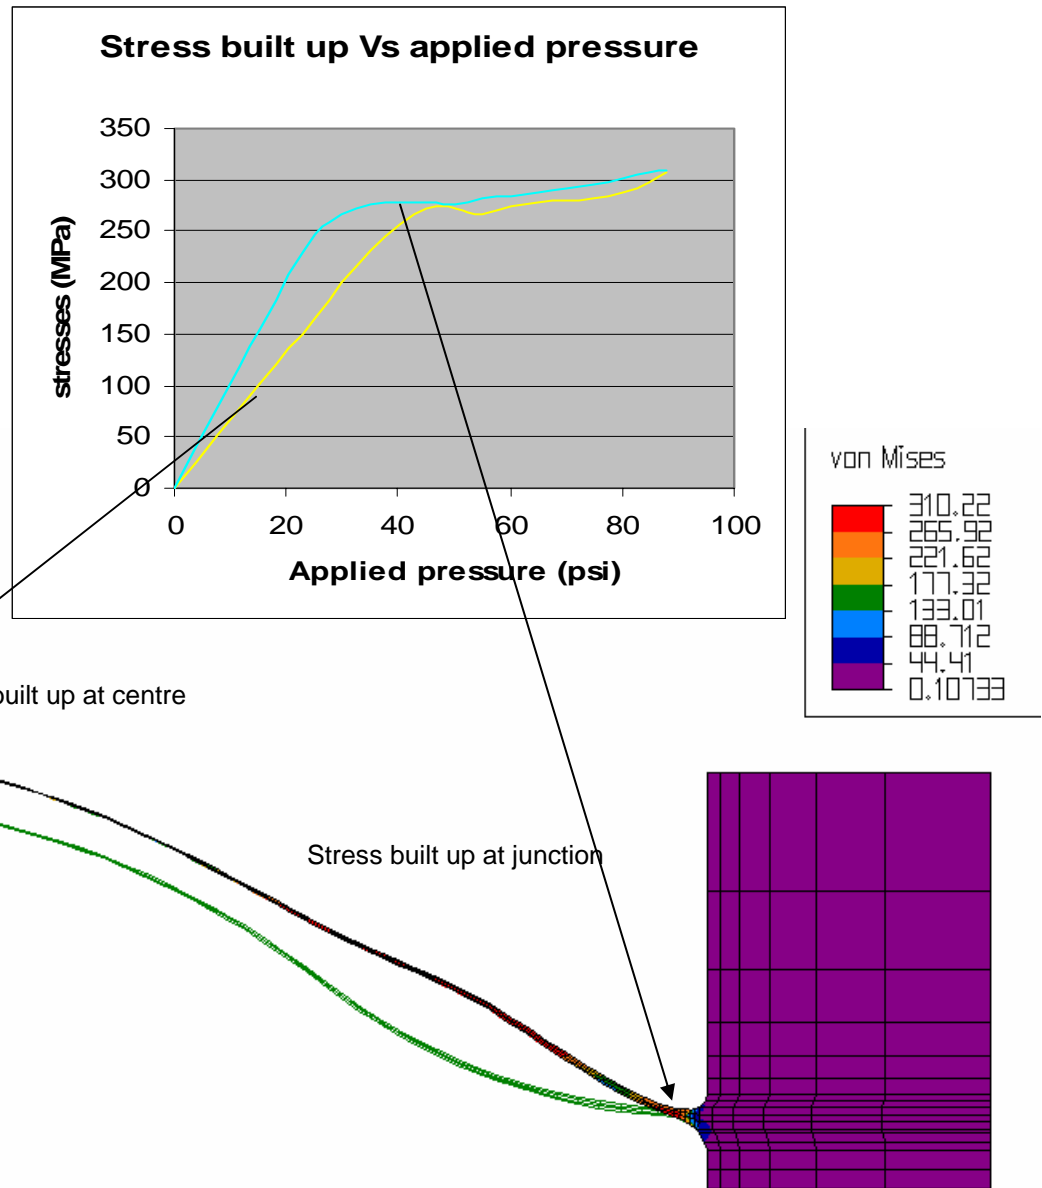 Stress built up Vs applied pressure
350
300
250
200
150
100
50
0
stresses (MPa)
0 20 40 60 80 100
Applied pressure (psi)
von Mises
310.22
265.92
221.62
177.32
133.01
88.712
44.41
0.10733
built up at centre
Stress built up at junction